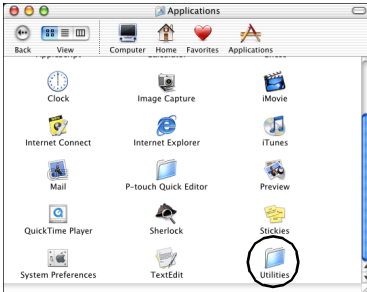 Applications
Back View Computer Home Favorites Applications
Clock Image Capture iMovie
Internet Connect Internet Explorer iTunes
Mail P-touch Quick Editor Preview
QuickTime Player Sherlock Stickies
System Preferences TextEdit Utilities